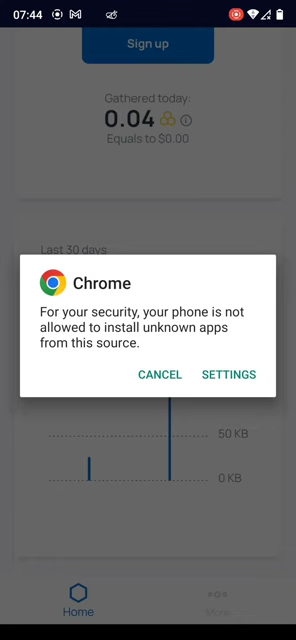 07:44
Sign up
Gathered today:
0.04
Equals to $0.00
Last 30 days
Chrome
For your security, your phone is not
allowed to install unknown apps
from this source.
CANCEL
SETTINGS
50 KB
0 KB
Home
More